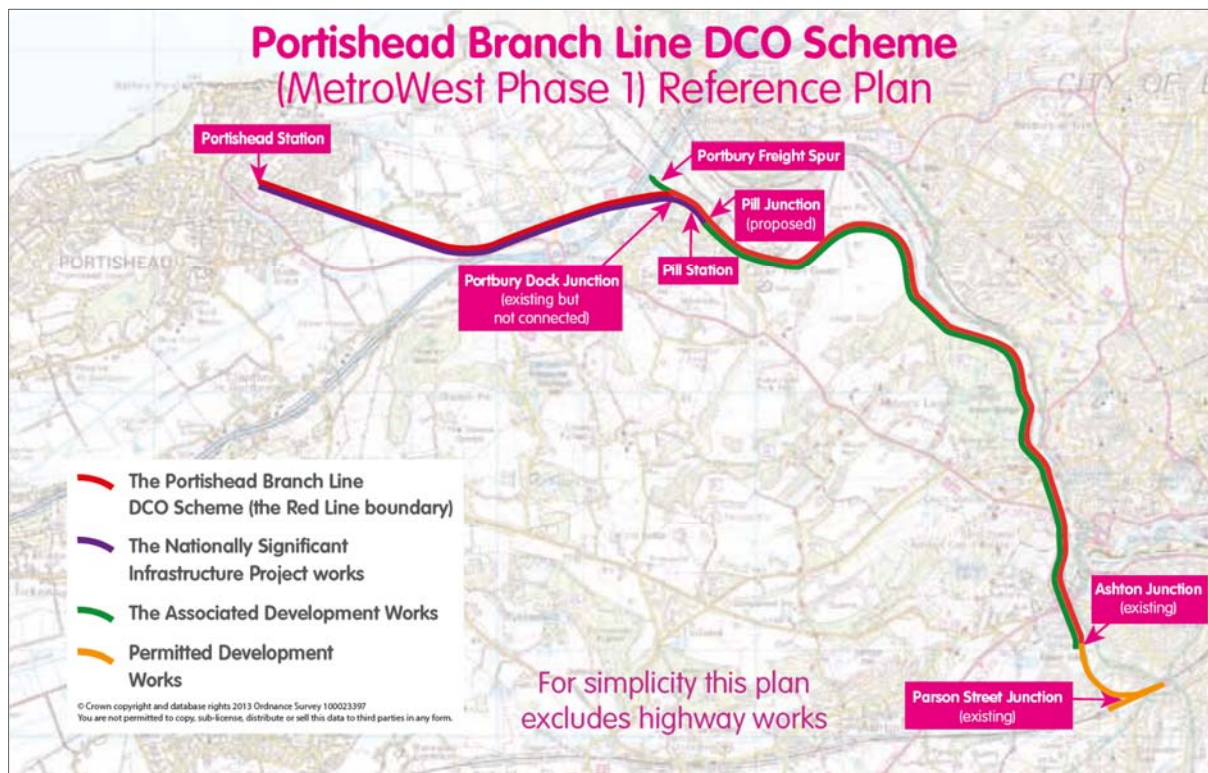 Portishead Branch Line DCO Scheme
(MetroWest Phase 1) Reference Plan
CITY OF
Portishead Station
Portbury Freight Spur
Pill Junction
(proposed)
PORTISHEAD
Portbury Dock Junction
(existing but
not connected)
Pill Station
The Portishead Branch Line
DCO Scheme (the Red Line boundary)
The Nationally Significant
Infrastructure Project works
The Associated Development Works
Permitted Development
Works
© Crown copyright and database rights 2013 Ordnance Survey 100023397
You are not permitted to copy, sub-license, distribute or sell this data to third parties in any form.
Ashton Junction
(existing)
For simplicity this plan
excludes highway works
Parson Street Junction
(existing)